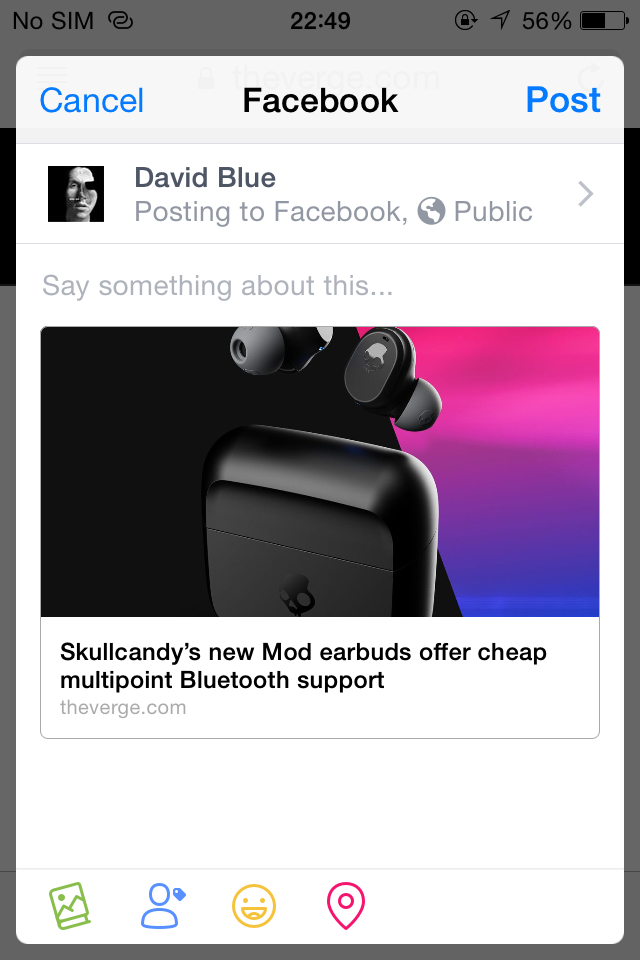 No SIM 22:49 56%
theverge.com
Cancel Facebook Post
David Blue
Posting to Facebook, Public
Say something about this...
Skullcandy’s new Mod earbuds offer cheap
multipoint Bluetooth support
theverge.com